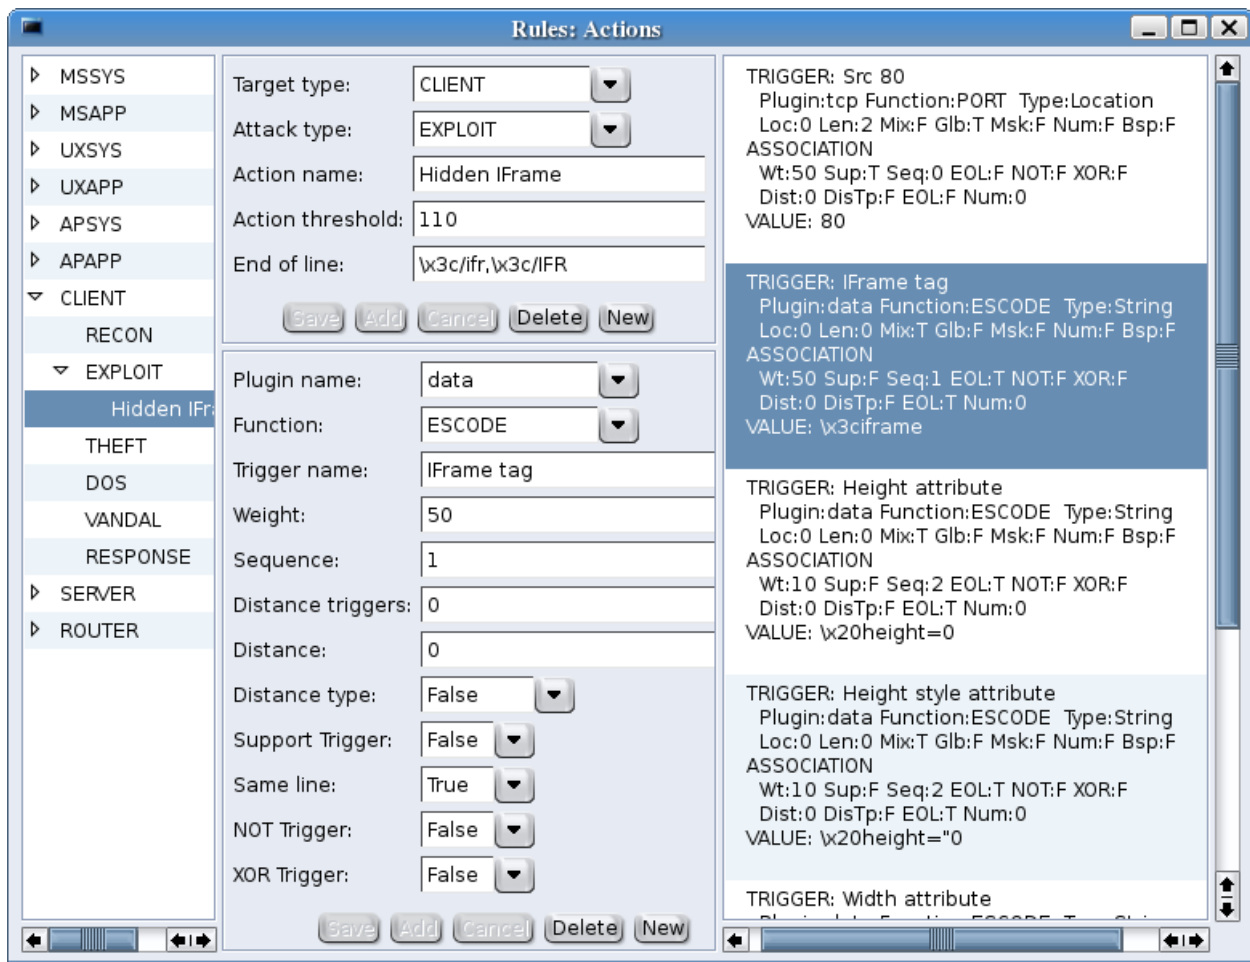 Rules: Actions
MSSYS
MSAPP
UXSYS
UXAPP
APSYS
APAPP
CLIENT
RECON
EXPLOIT
Hidden IFr
THEFT
DOS
VANDAL
RESPONSE
SERVER
ROUTER
Target type: CLIENT
Attack type: EXPLOIT
Action name: Hidden IFrame
Action threshold: 110
End of line: \x3c/ifr,\x3c/IFR
Save Add Cancel Delete New
Plugin name: data
Function: ESCODE
Trigger name: IFrame tag
Weight: 50
Sequence: 1
Distance triggers: 0
Distance: 0
Distance type: False
Support Trigger: False
Same line: True
NOT Trigger: False
XOR Trigger: False
Save Add Cancel Delete New
TRIGGER: Src 80
Plugin:tcp Function:PORT Type:Location
Loc:0 Len:2 Mix:F Glb:T Msk:F Num:F Bsp:F
ASSOCIATION
Wt:50 Sup:T Seq:0 EOL:F NOT:F XOR:F
Dist:0 DisTp:F EOL:F Num:0
VALUE: 80
TRIGGER: IFrame tag
Plugin:data Function:ESCODE Type:String
Loc:0 Len:0 Mix:T Glb:F Msk:F Num:F Bsp:F
ASSOCIATION
Wt:50 Sup:F Seq:1 EOL:T NOT:F XOR:F
Dist:0 DisTp:F EOL:T Num:0
VALUE: \x3ciframe
TRIGGER: Height attribute
Plugin:data Function:ESCODE Type:String
Loc:0 Len:0 Mix:T Glb:F Msk:F Num:F Bsp:F
ASSOCIATION
Wt:10 Sup:F Seq:2 EOL:T NOT:F XOR:F
Dist:0 DisTp:F EOL:T Num:0
VALUE: \x20height=0
TRIGGER: Height style attribute
Plugin:data Function:ESCODE Type:String
Loc:0 Len:0 Mix:T Glb:F Msk:F Num:F Bsp:F
ASSOCIATION
Wt:10 Sup:F Seq:2 EOL:T NOT:F XOR:F
Dist:0 DisTp:F EOL:T Num:0
VALUE: \x20height="0
TRIGGER: Width attribute